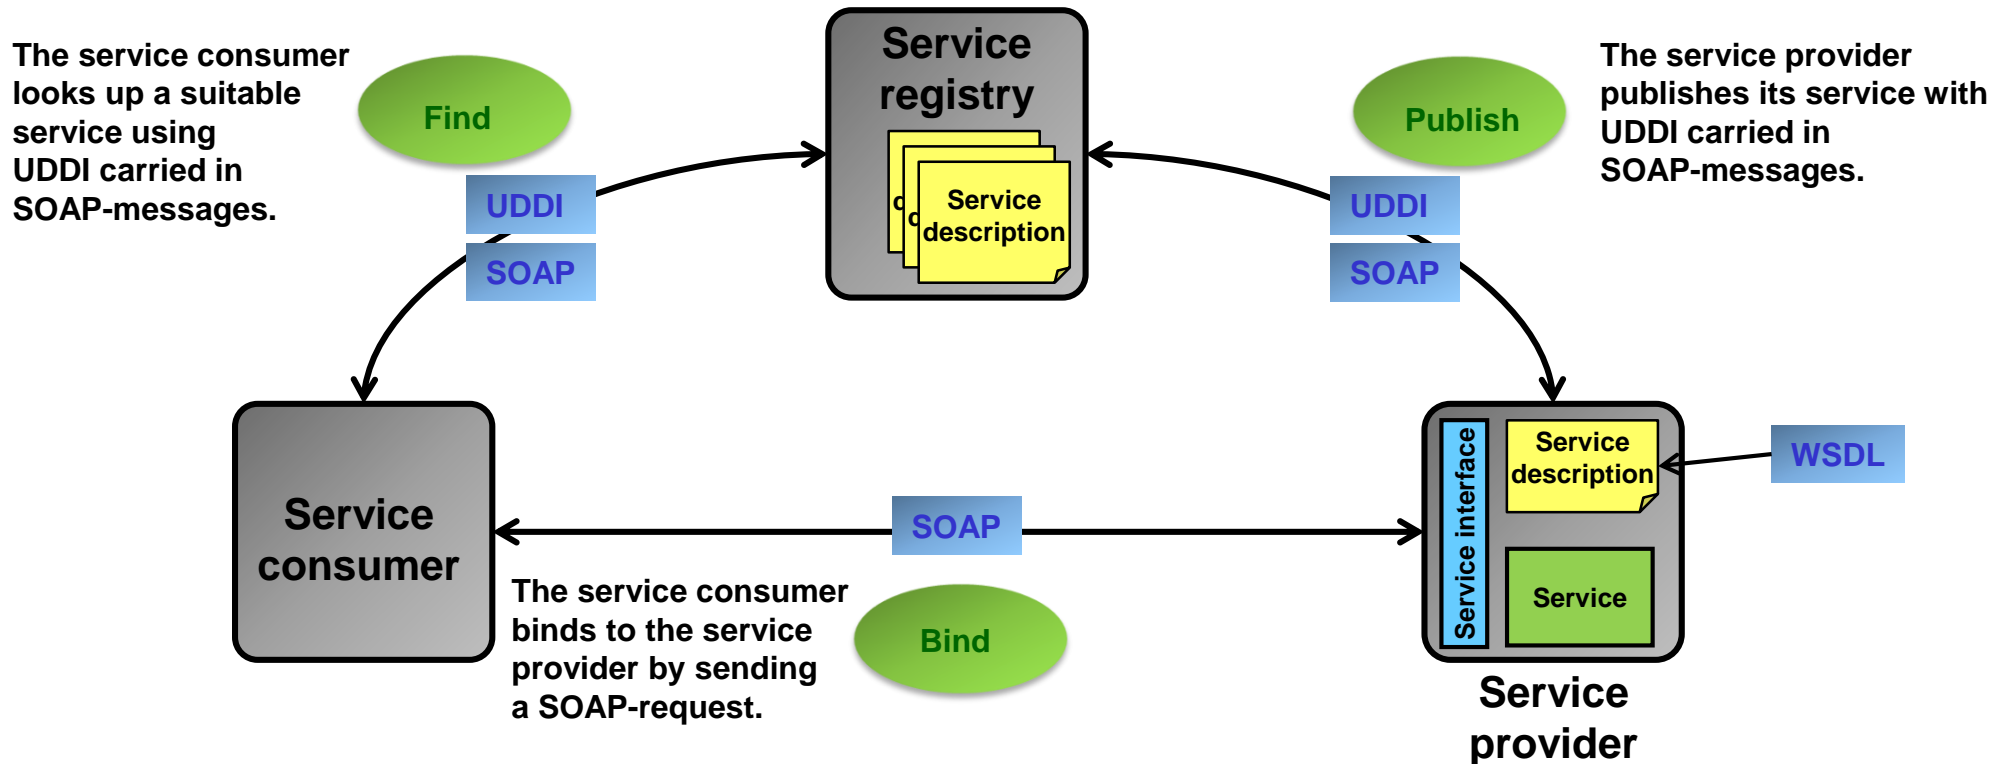 The service consumer
looks up a suitable
service using
UDDI carried in
SOAP-messages.
Find
UDDI
SOAP
Service
registry
Service
description
Publish
UDDI
SOAP
The service provider
publishes its service with
UDDI carried in
SOAP-messages.
Service
consumer
SOAP
The service consumer
binds to the service
provider by sending
a SOAP-request.
Bind
Service interface
Service
description
Service
WSDL
Service
provider